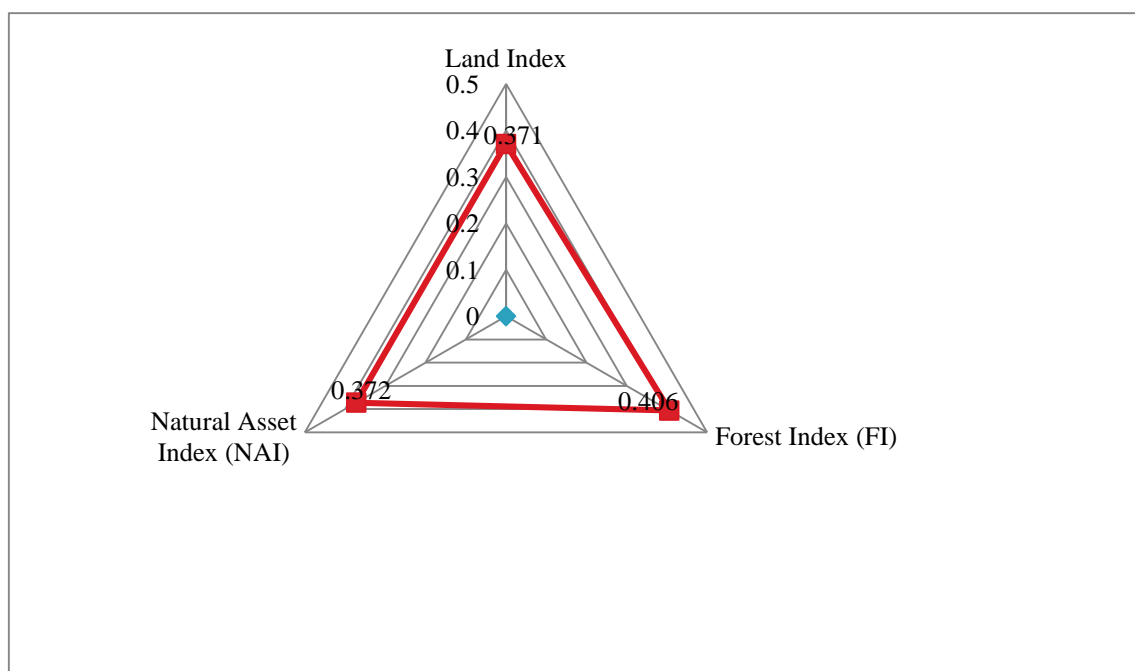 Land Index
0.5
0.4
0.371
0.3
0.2
0.1
0
0.372
0.406
Natural Asset
Index (NAI)
Forest Index (FI)